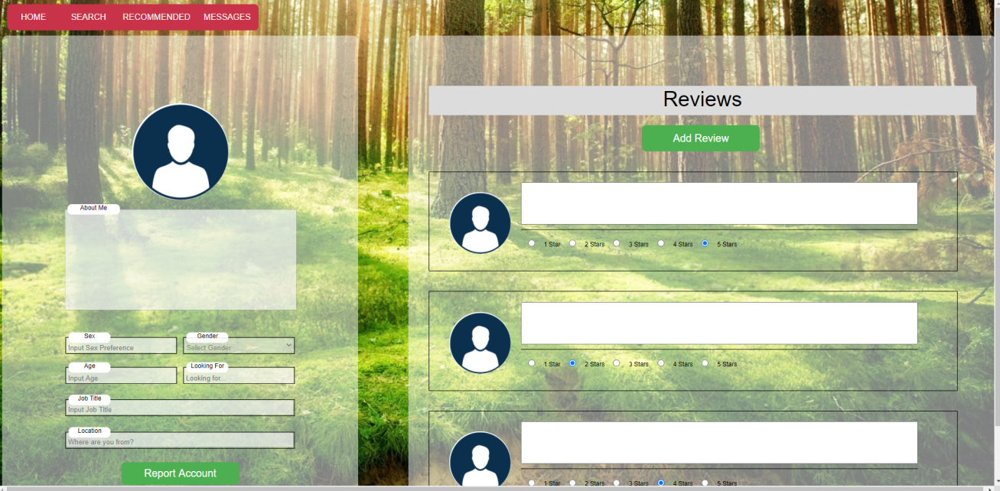 HOME SEARCH RECOMMENDED MESSAGES
About Me
Sex Gender
Input Sex Preference Select Gender
Age Looking For
Input Age Looking for...
Job Title
Input Job Title
Location
Where are you from?
Report Account
Reviews
Add Review
1 Star 2 Stars 3 Stars 4 Stars 5 Stars
1 Star 2 Stars 3 Stars 4 Stars 5 Stars
1 Star 2 Stars 3 Stars 4 Stars 5 Stars